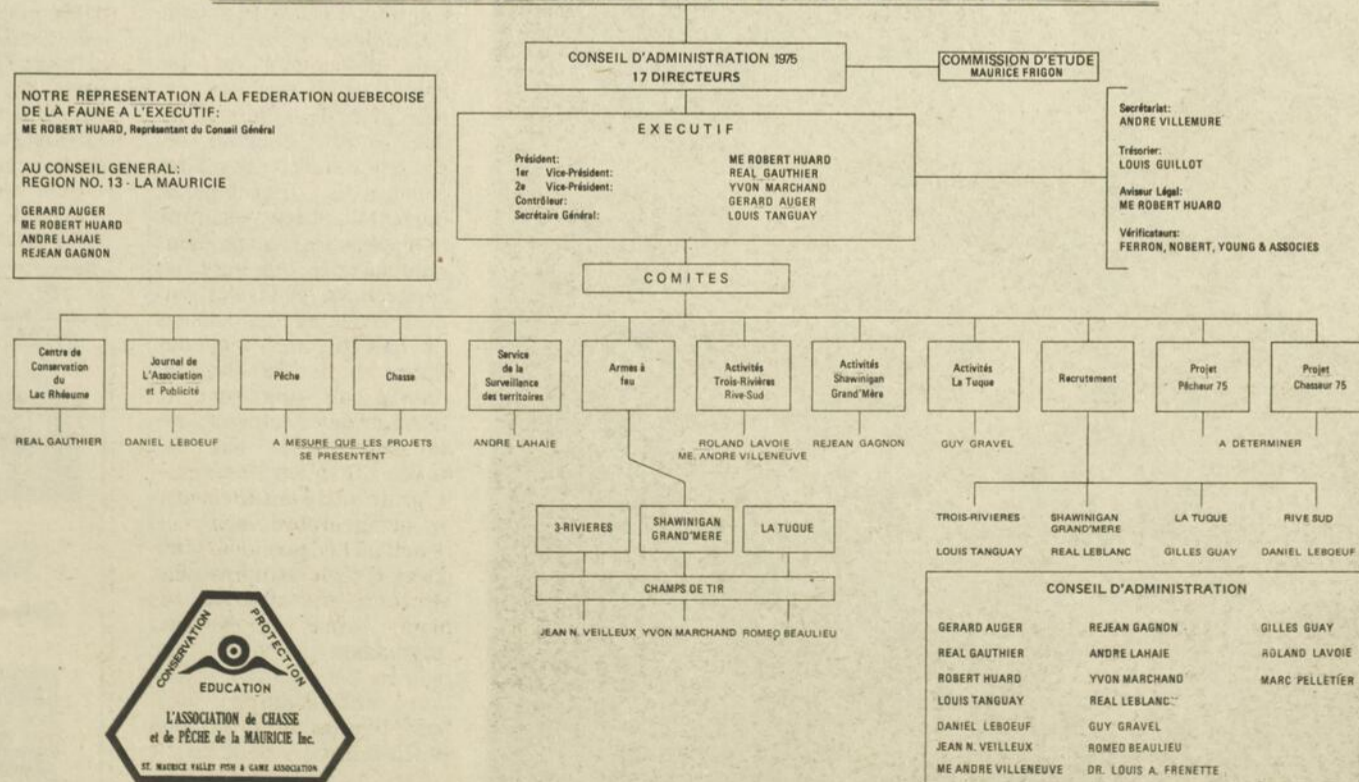 CONSEIL D'ADMINISTRATION 1975
17 DIRECTEURS
COMMISSION D'ETUDE
MAURICE FRIGON
NOTRE REPRESENTATION A LA FEDERATION QUEBECOISE
DE LA FAUNE A L'EXECUTIF:
ME ROBERT HUARD, Représentant du Conseil Général
AU CONSEIL GENERAL:
REGION NO. 13 - LA MAURICIE
GERARD AUGER
ME ROBERT HUARD
ANDRE LAHAIE
REJEAN GAGNON
EXECUTIF
Président: ME ROBERT HUARD
1er Vice-Président: REAL GAUTHIER
2e Vice-Président: YVON MARCHAND
Contrôleur: GERARD AUGER
Secrétaire Général: LOUIS TANGUAY
Secrétariat:
ANDRE VILLEMURE
Trésorier:
LOUIS GUILLOT
Aviseur Légal:
ME ROBERT HUARD
Vérificateurs:
FERRON, NOBERT, YOUNG & ASSOCIES
COMITES
Centre de
Conservation
du
Lac Rhéaume
REAL GAUTHIER
Journal de
L'Association
et Publicité
DANIEL LEBOEUF
Pêche
Chasse
A MESURE QUE LES PROJETS
SE PRESENTENT
Service
de la
Surveillance
des territoires
ANDRE LAHAIE
Armes à
feu
Activités
Trois-Rivières
Rive-Sud
ROLAND LAVOIE
ME. ANDRE VILLENEUVE
Activités
Shawinigan
Grand'Mère
REJEAN GAGNON
Activités
La Tuque
GUY GRAVEL
Recrutement
Projet
Pêcheur 75
Projet
Chasseur 75
A DETERMINER
3-RIVIERES
SHAWINIGAN
GRAND'MERE
LA TUQUE
CHAMPS DE TIR
JEAN N. VEILLEUX YVON MARCHAND ROMEO BEAULIEU
TROIS-RIVIERES
LOUIS TANGUAY
SHAWINIGAN
GRAND'MERE
REAL LEBLANC
LA TUQUE
GILLES GUAY
RIVE SUD
DANIEL LEBOEUF
CONSEIL D'ADMINISTRATION
GERARD AUGER REJEAN GAGNON GILLES GUAY
REAL GAUTHIER ANDRE LAHAIE ROLAND LAVOIE
ROBERT HUARD YVON MARCHAND MARC PELLETIER
LOUIS TANGUAY REAL LEBLANC
DANIEL LEBOEUF GUY GRAVEL
JEAN N. VEILLEUX ROMEO BEAULIEU
ME ANDRE VILLENEUVE DR. LOUIS A. FRENETTE
CONSERVATION
PROTECTION
EDUCATION
L'ASSOCIATION de CHASSE
et de PÊCHE de la MAURICIE Inc.
ST. MAURICE VALLEY FISH & GAME ASSOCIATION